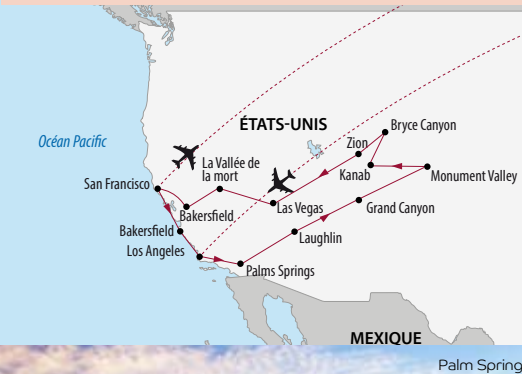 Océan Pacific
ÉTATS-UNIS
Bryce Canyon
Zion
La Vallée de
la mort
Kanab
Monument Valley
San Francisco
Bakersfield
Las Vegas
Grand Canyon
Bakersfield
Laughlin
Los Angeles
Palms Springs
MEXIQUE
Palm Spring